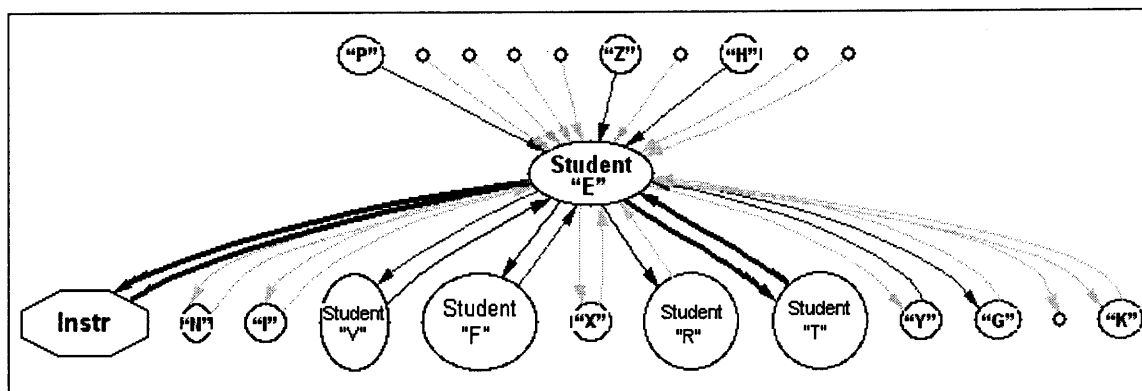 “P”
“Z”
“H”
Student
“E”
Instr
“N”
“I”
Student
"V"
Student
"F"
“X”
Student
"R"
Student
"T"
“Y”
“G”
“K”